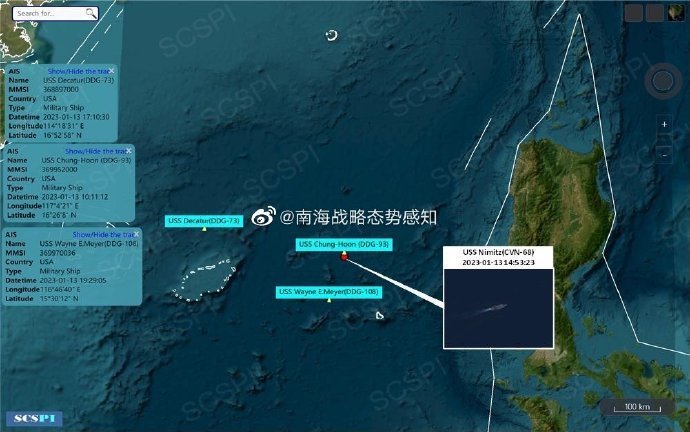 Search for...
AIS Show/Hide the trac
Name USS Decatur(DDG-73)
MMSI 368897000
Country USA
Type Military Ship
Datetime 2023-01-13 17:10:30
Longitude 114°18'31" E
Latitude 16°52'58" N
AIS Show/Hide the trac
Name USS Chung-Hoon (DDG-93)
MMSI 369952000
Country USA
Type Military Ship
Datetime 2023-01-13 10:11:12
Longitude 117°4'21" E
Latitude 16°26'8" N
AIS Show/Hide the trac
Name USS Wayne E.Meyer(DDG-108)
MMSI 369970036
Country USA
Type Military Ship
Datetime 2023-01-13 19:29:05
Longitude 116°46'40" E
Latitude 15°30'12" N
@南海战略态势感知
USS Decatur(DDG-73)
USS Chung-Hoon (DDG-93)
USS Wayne E.Meyer(DDG-108)
USS Nimitz(CVN-68)
2023-01-13 14:53:23
SCSPI
100 km